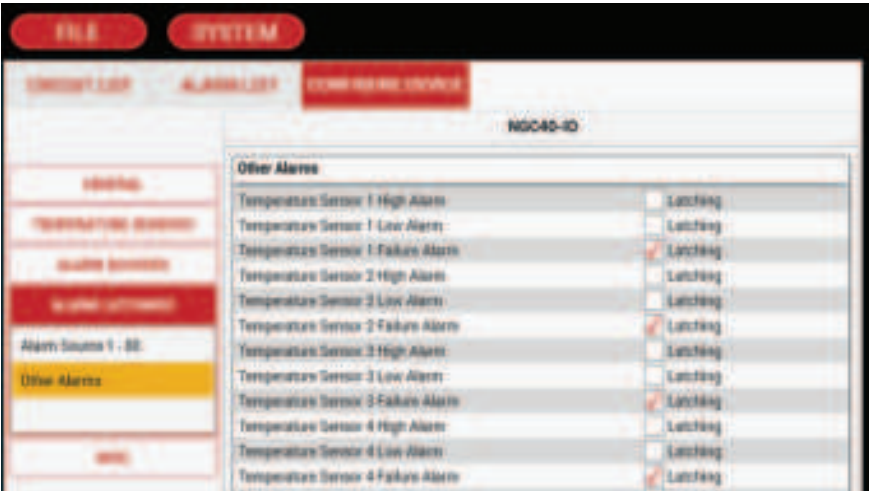 FILE SYSTEM
CIRCUIT LIST ALARM LIST CONFIGURE DEVICE
NGC40-IO
GENERAL
TEMPERATURE SENSORS
ALARM SOURCES
ALARM LATCHING
Other Alarms
MISC
Other Alarms
Temperature Sensor 1 High Alarm Latching
Temperature Sensor 1 Low Alarm Latching
Temperature Sensor 1 Failure Alarm Latching
Temperature Sensor 2 High Alarm Latching
Temperature Sensor 2 Low Alarm Latching
Temperature Sensor 2 Failure Alarm Latching
Temperature Sensor 3 High Alarm Latching
Temperature Sensor 3 Low Alarm Latching
Temperature Sensor 3 Failure Alarm Latching
Temperature Sensor 4 High Alarm Latching
Temperature Sensor 4 Low Alarm Latching
Temperature Sensor 4 Failure Alarm Latching